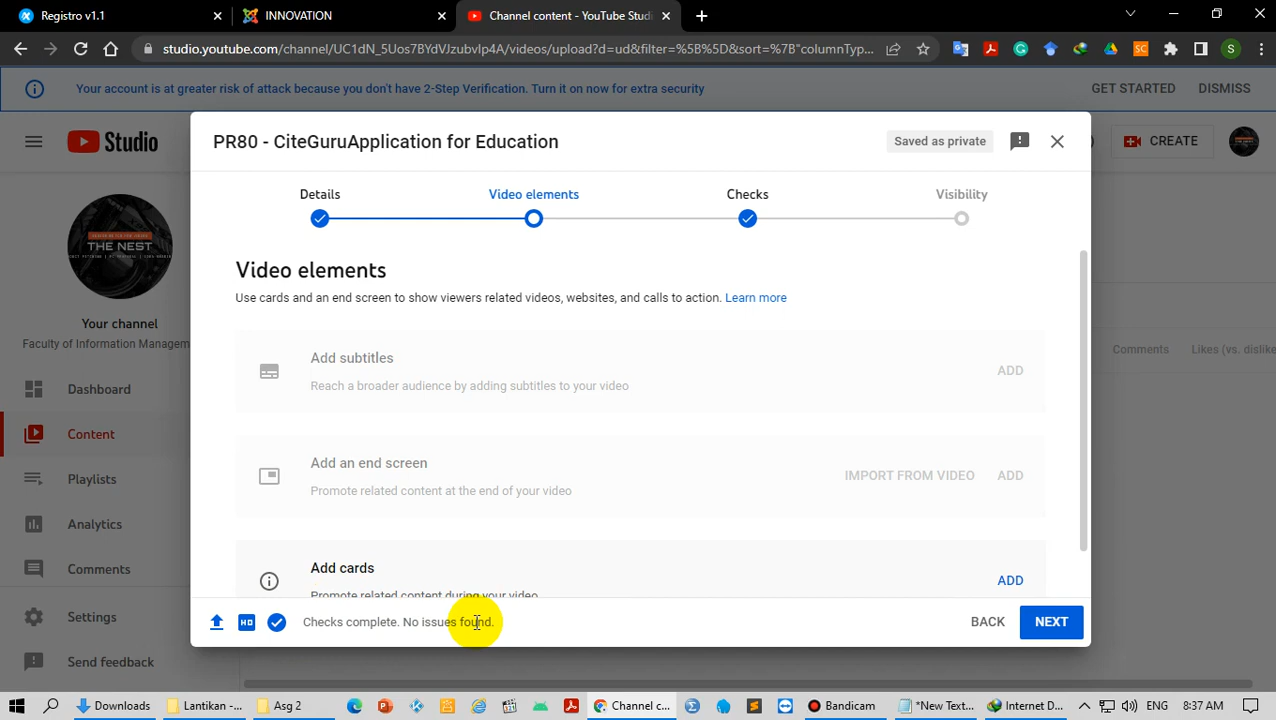 Registro v1.1
INNOVATION
Channel content - YouTube Studi
studio.youtube.com/channel/UC1dN_5Uos7BYdVJzubvIp4A/videos/upload?d=ud&filter=%5B%5D&sort=%7B"columnTyp...
SC
S
Your account is at greater risk of attack because you don't have 2-Step Verification. Turn it on now for extra security
GET STARTED
DISMISS
Studio
PR80 - CiteGuruApplication for Education
Saved as private
CREATE
Details
Video elements
Checks
Visibility
THE NEST
Video elements
Use cards and an end screen to show viewers related videos, websites, and calls to action. Learn more
Your channel
Faculty of Information Managem
Add subtitles
Reach a broader audience by adding subtitles to your video
ADD
Comments
Likes (vs. dislike
Dashboard
Content
Add an end screen
Promote related content at the end of your video
IMPORT FROM VIDEO
ADD
Playlists
Analytics
Comments
Add cards
Promote related content during your video
ADD
Settings
HD
Checks complete. No issues found.
BACK
NEXT
Send feedback
Downloads
Lantikan -...
Asg 2
Channel c...
Bandicam
*New Text...
Internet D...
ENG
8:37 AM